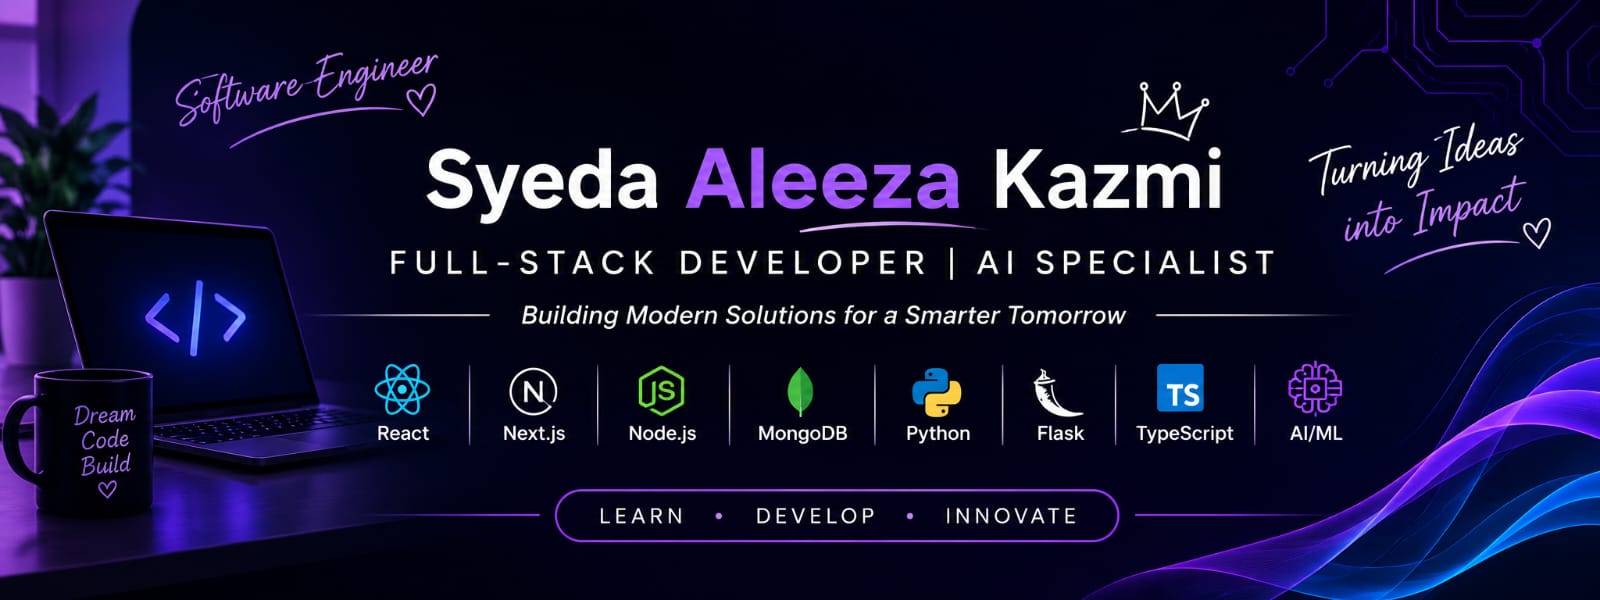 Software Engineer
Syeda Aleeza Kazmi
Turning Ideas
into Impact
FULL-STACK DEVELOPER | AI SPECIALIST
Building Modern Solutions for a Smarter Tomorrow
</>
N
JS
TS
React
Next.js
Node.js
MongoDB
Python
Flask
TypeScript
AI/ML
Dream
Code
Build
LEARN • DEVELOP • INNOVATE